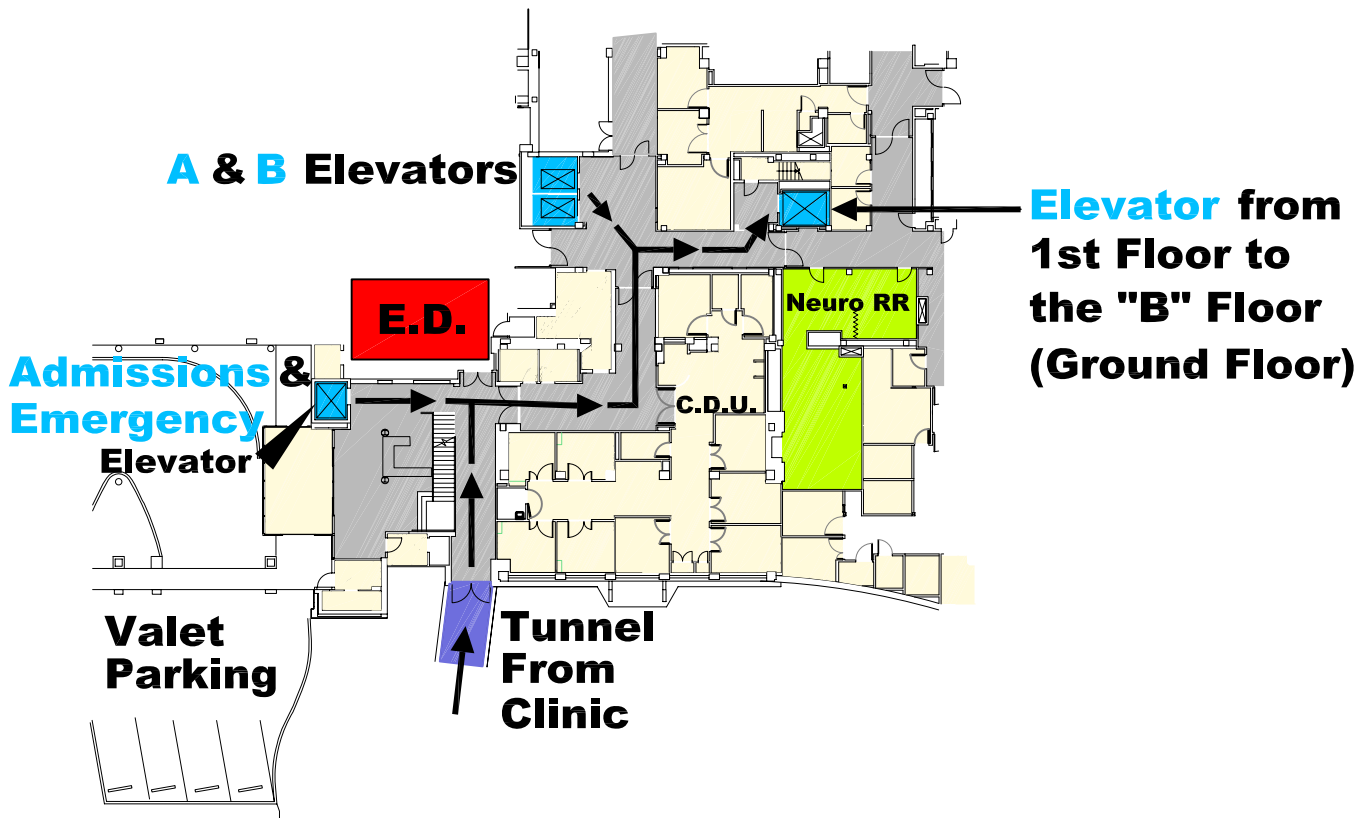 A & B Elevators
Elevator from
1st Floor to
the "B" Floor
(Ground Floor)
E.D.
Neuro RR
Admissions &
Emergency
Elevator
C.D.U.
Valet
Parking
Tunnel
From
Clinic